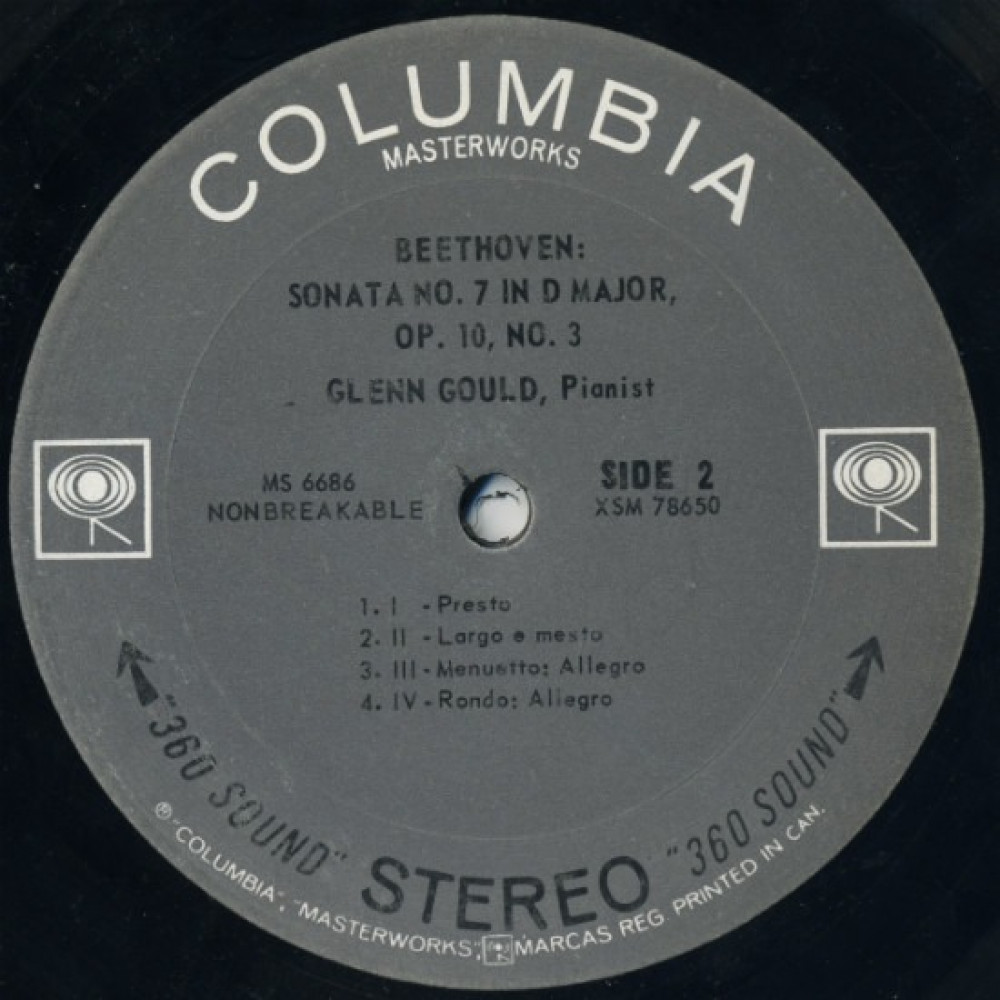 COLUMBIA
MASTERWORKS
BEETHOVEN:
SONATA NO. 7 IN D MAJOR,
OP. 10, NO. 3
GLENN GOULD, Pianist
MS 6686
NONBREAKABLE
SIDE 2
XSM 78650
1. I - Presto
2. II - Largo e mesto
3. III - Menuetto: Allegro
4. IV - Rondo: Allegro
"360 SOUND" STEREO "360 SOUND"
Ⓡ "COLUMBIA", "MASTERWORKS", MARCAS REG. PRINTED IN CAN.